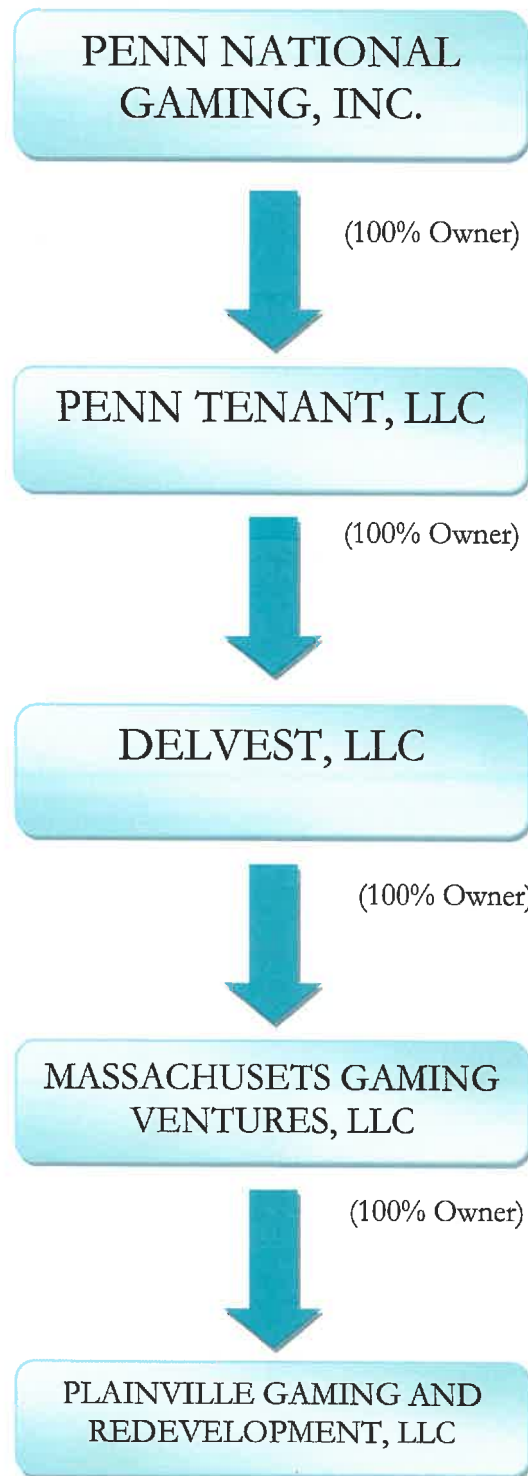 PENN NATIONAL
GAMING, INC.
(100% Owner)
PENN TENANT, LLC
(100% Owner)
DELVEST, LLC
(100% Owner)
MASSACHUSETS GAMING
VENTURES, LLC
(100% Owner)
PLAINVILLE GAMING AND
REDEVELOPMENT, LLC